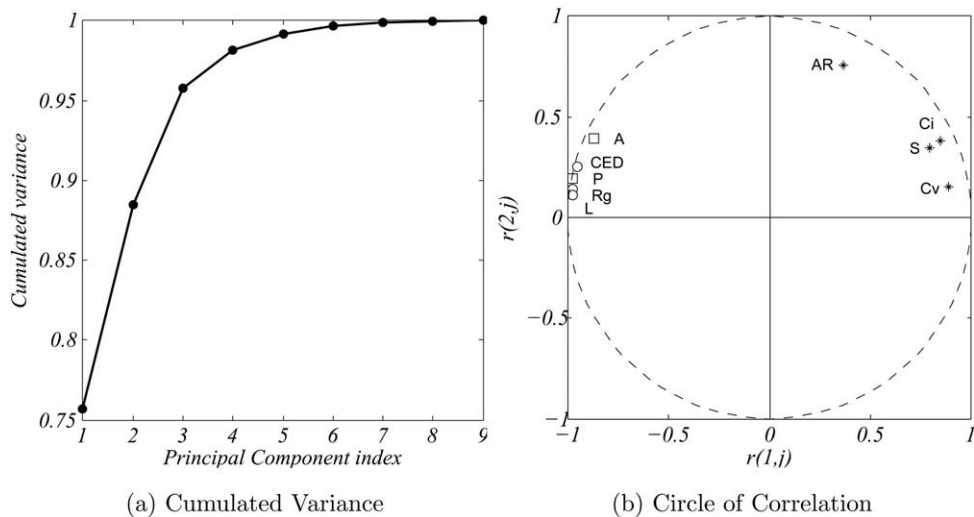 1
0.95
0.9
0.85
0.8
0.75
Cumulated variance
1 2 3 4 5 6 7 8 9
Principal Component index
(a) Cumulated Variance
1
0.5
0
−0.5
−1
r(2,j)
AR
Ci
S
Cv
A
CED
P
Rg
L
−1 −0.5 0 0.5 1
r(1,j)
(b) Circle of Correlation